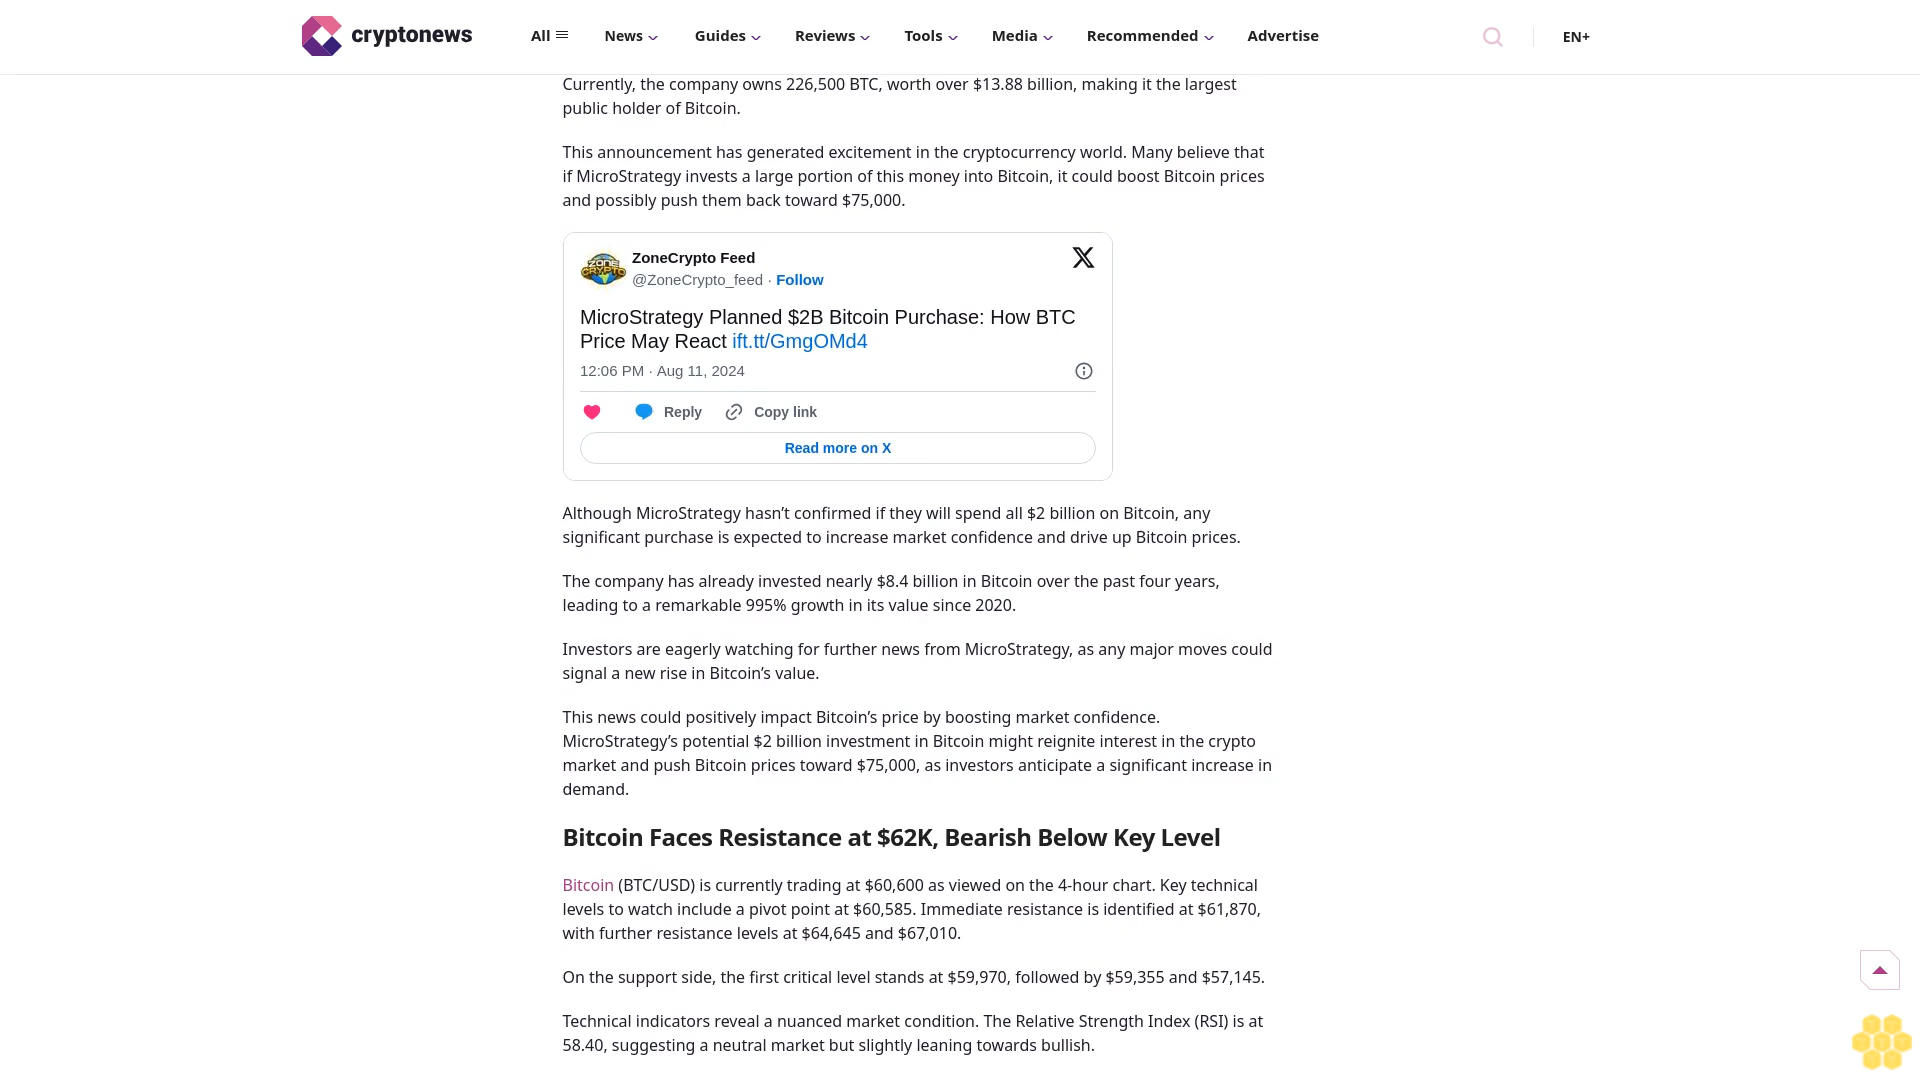 cryptonews
All
News
Guides
Reviews
Tools
Media
Recommended
Advertise
EN+
Currently, the company owns 226,500 BTC, worth over $13.88 billion, making it the largest
public holder of Bitcoin.
This announcement has generated excitement in the cryptocurrency world. Many believe that
if MicroStrategy invests a large portion of this money into Bitcoin, it could boost Bitcoin prices
and possibly push them back toward $75,000.
ZONE
CRYPTO
ZoneCrypto Feed
@ZoneCrypto_feed · Follow
MicroStrategy Planned $2B Bitcoin Purchase: How BTC
Price May React ift.tt/GmgOMd4
12:06 PM · Aug 11, 2024
Reply
Copy link
Read more on X
Although MicroStrategy hasn’t confirmed if they will spend all $2 billion on Bitcoin, any
significant purchase is expected to increase market confidence and drive up Bitcoin prices.
The company has already invested nearly $8.4 billion in Bitcoin over the past four years,
leading to a remarkable 995% growth in its value since 2020.
Investors are eagerly watching for further news from MicroStrategy, as any major moves could
signal a new rise in Bitcoin’s value.
This news could positively impact Bitcoin’s price by boosting market confidence.
MicroStrategy’s potential $2 billion investment in Bitcoin might reignite interest in the crypto
market and push Bitcoin prices toward $75,000, as investors anticipate a significant increase in
demand.
Bitcoin Faces Resistance at $62K, Bearish Below Key Level
Bitcoin (BTC/USD) is currently trading at $60,600 as viewed on the 4-hour chart. Key technical
levels to watch include a pivot point at $60,585. Immediate resistance is identified at $61,870,
with further resistance levels at $64,645 and $67,010.
On the support side, the first critical level stands at $59,970, followed by $59,355 and $57,145.
Technical indicators reveal a nuanced market condition. The Relative Strength Index (RSI) is at
58.40, suggesting a neutral market but slightly leaning towards bullish.